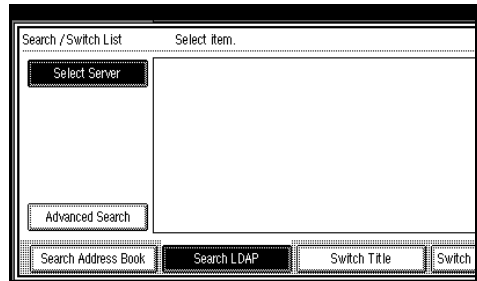 Search / Switch List Select item.
Select Server
Advanced Search
Search Address Book Search LDAP Switch Title Switch